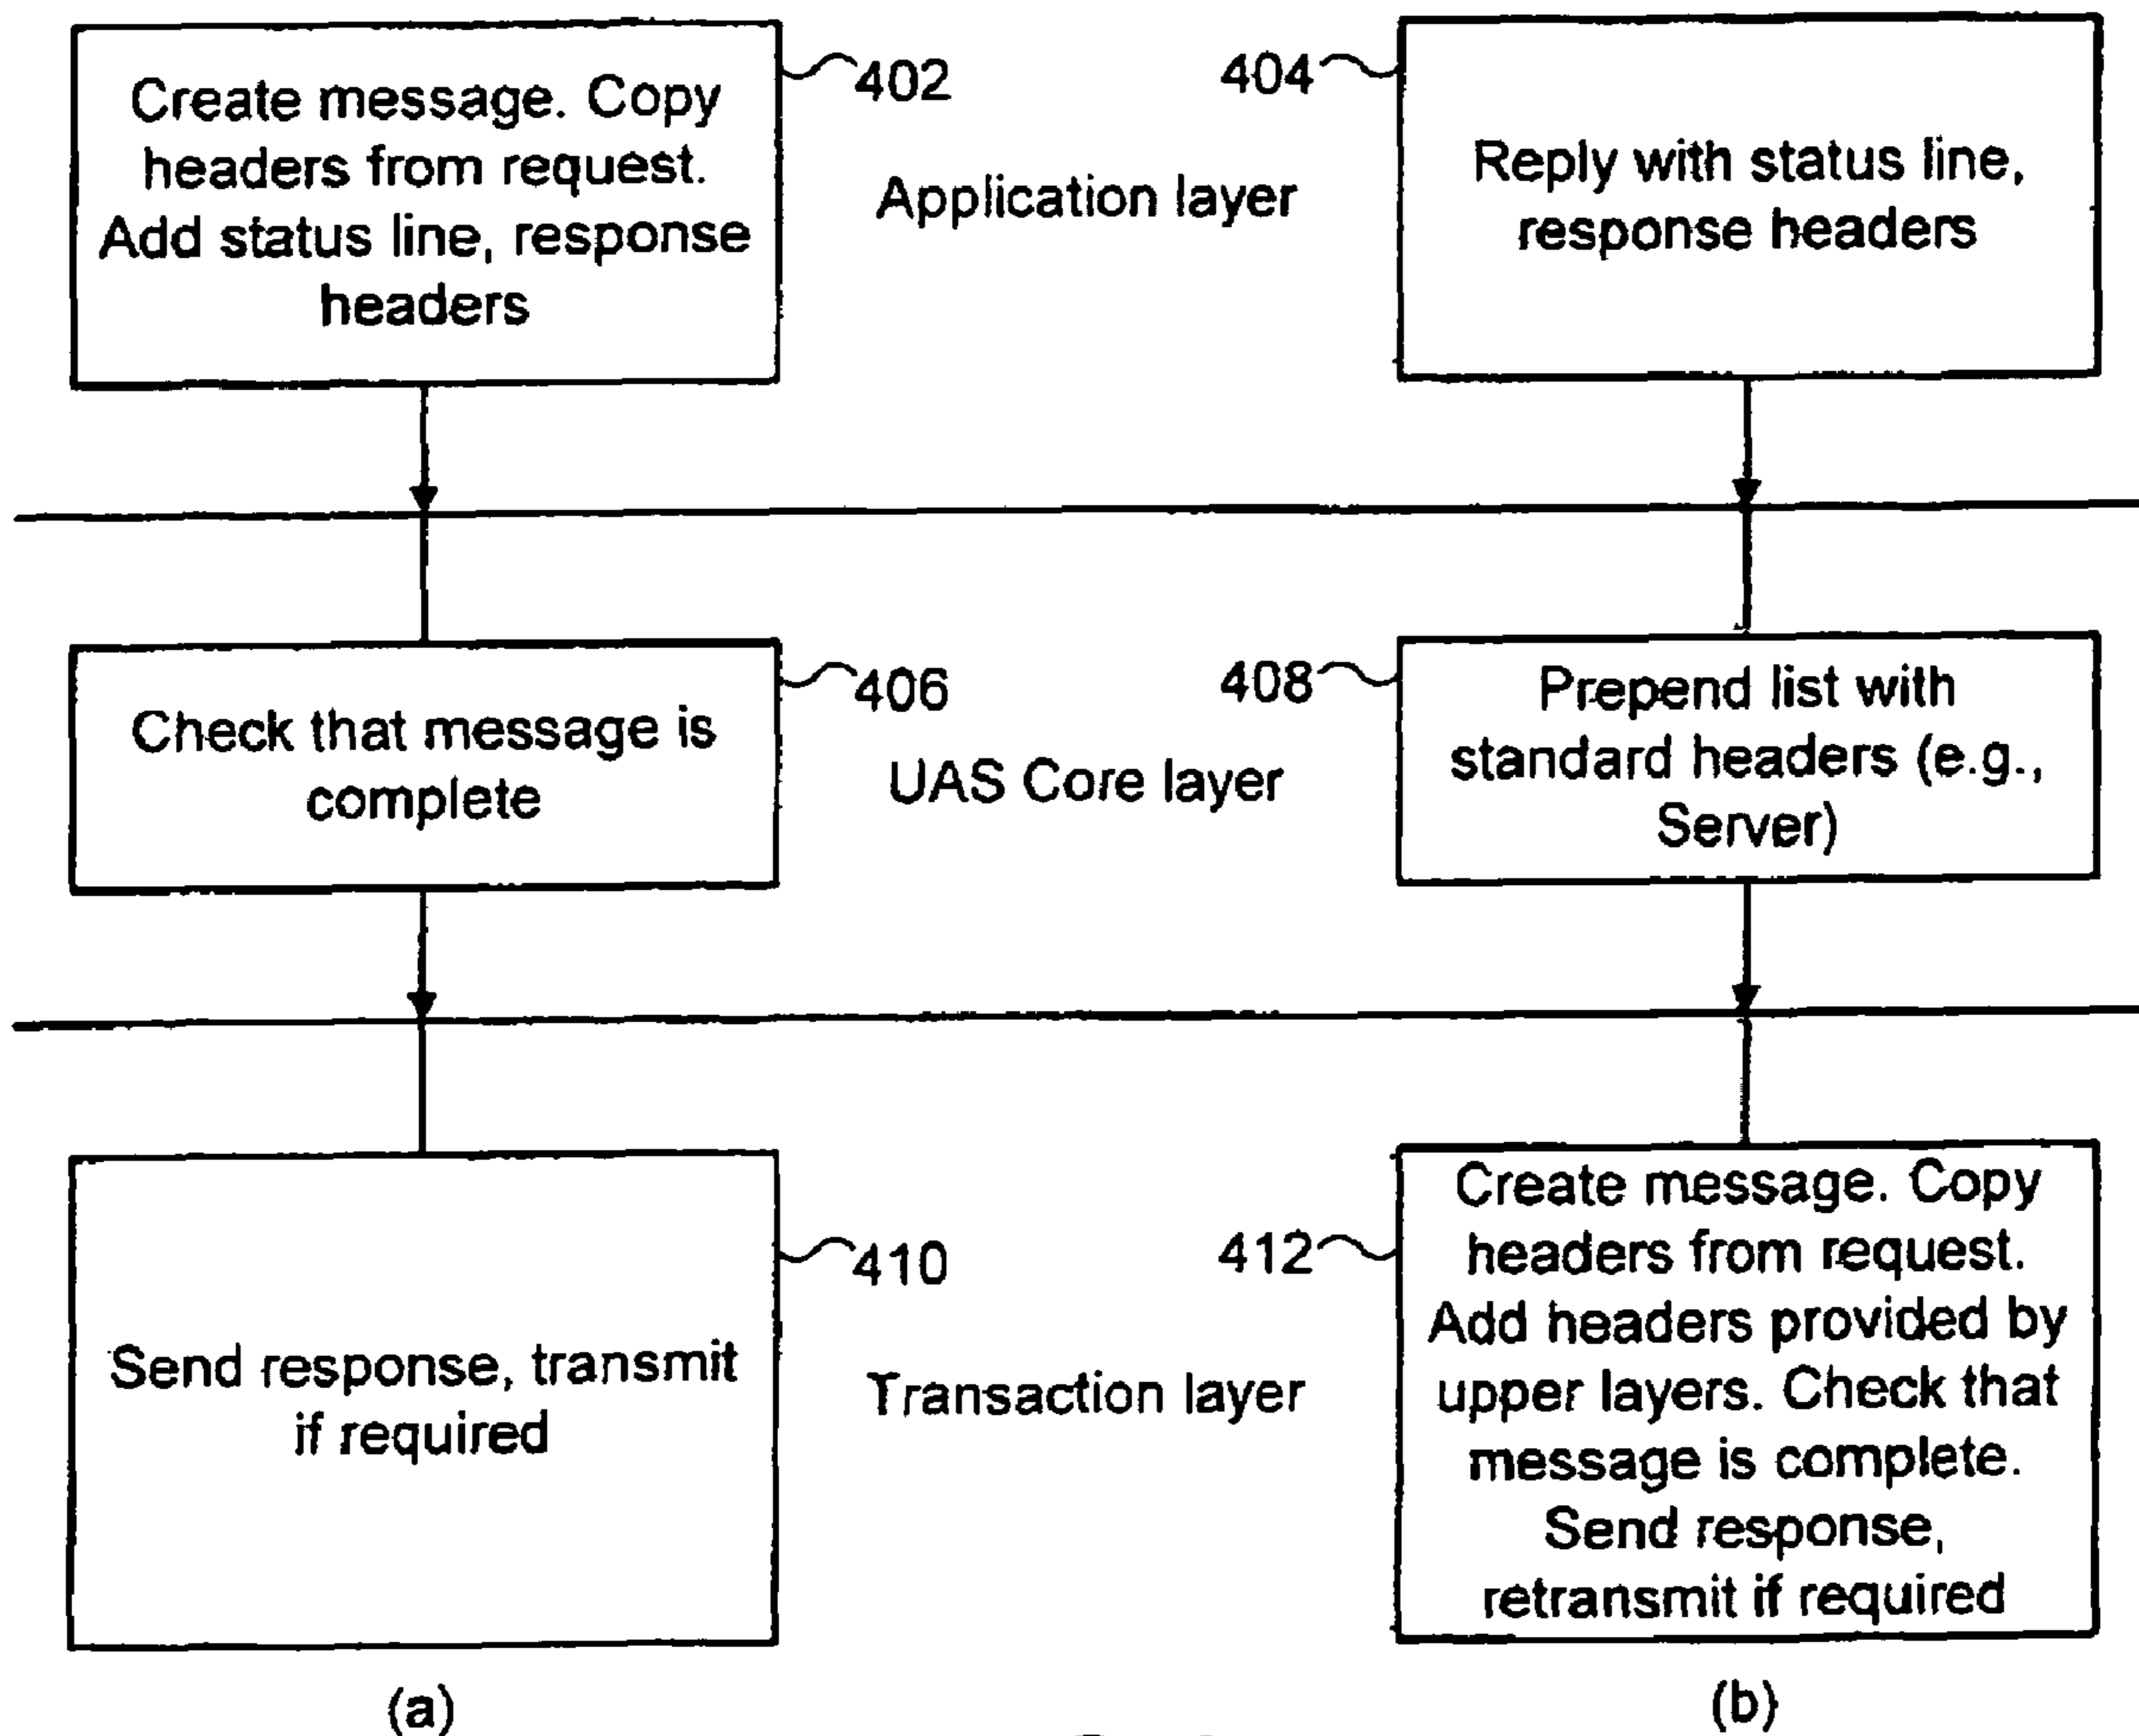 Create message. Copy
headers from request.
Add status line, response
headers
402
Application layer
404
Reply with status line,
response headers
Check that message is
complete
406
UAS Core layer
408
Prepend list with
standard headers (e.g.,
Server)
Send response, transmit
if required
410
Transaction layer
412
Create message. Copy
headers from request.
Add headers provided by
upper layers. Check that
message is complete.
Send response,
retransmit if required
(a)
(b)